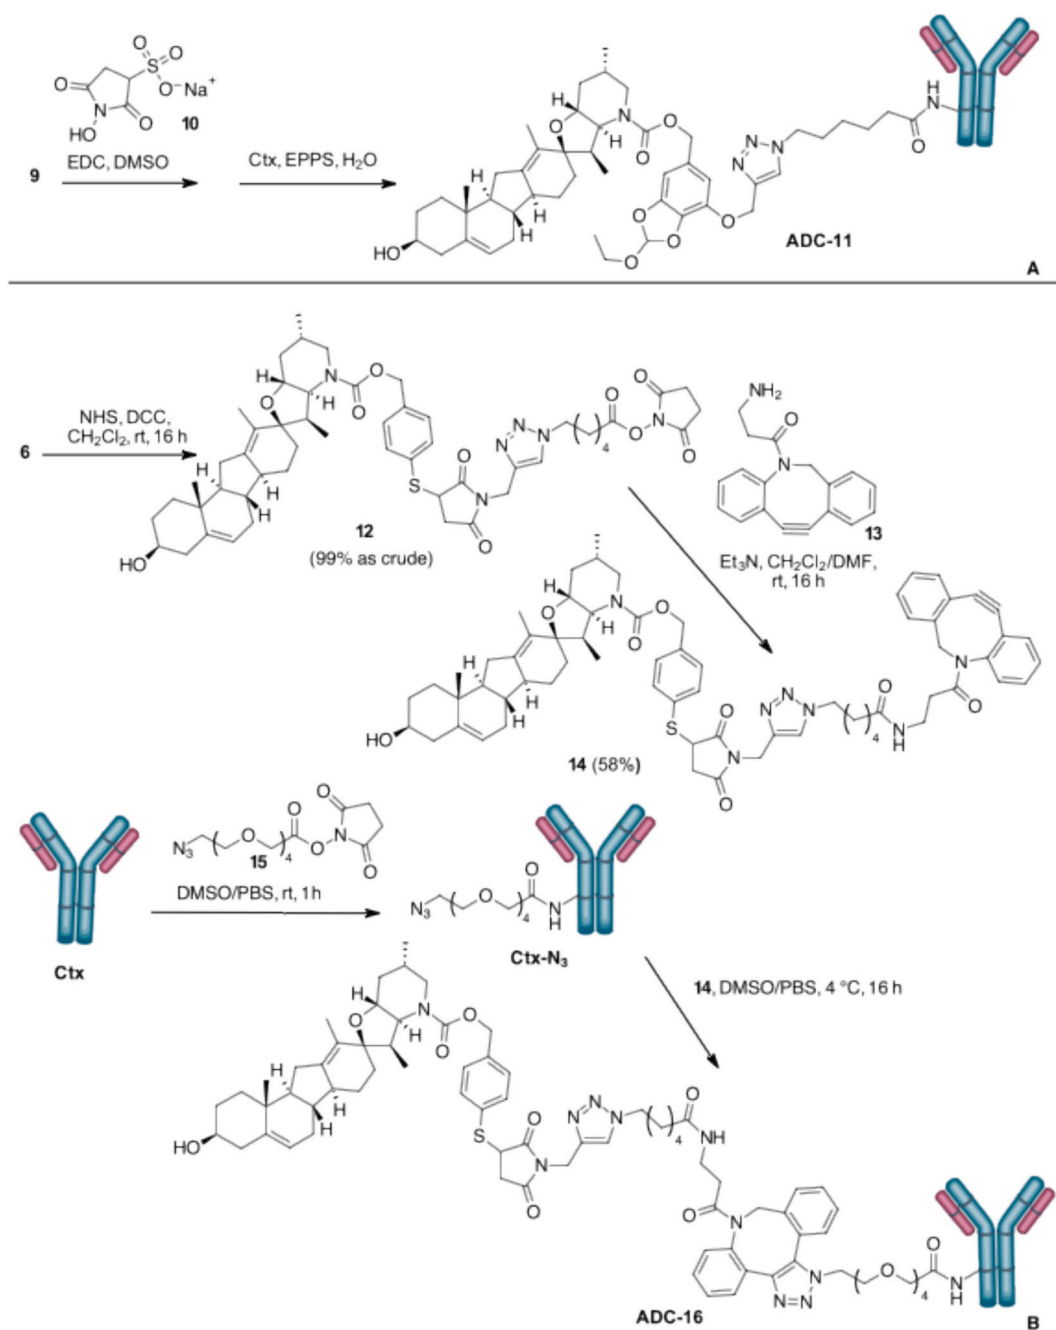 10
EDC, DMSO
9
Ctx, EPPS, H₂O
ADC-11
A
6
NHS, DCC,
CH₂Cl₂, rt, 16 h
12
(99% as crude)
13
Et₃N, CH₂Cl₂/DMF,
rt, 16 h
14 (58%)
15
DMSO/PBS, rt, 1h
Ctx
Ctx-N₃
14, DMSO/PBS, 4 °C, 16 h
ADC-16
B